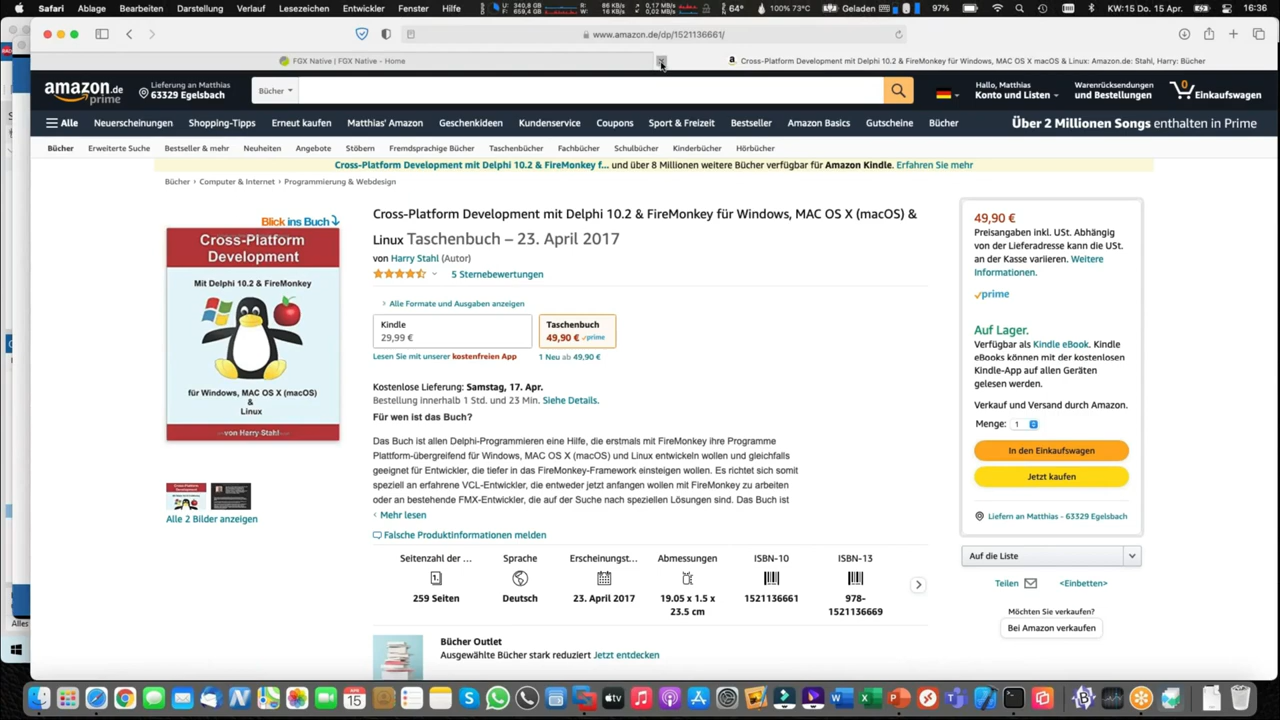 Safari Ablage Bearbeiten Darstellung Verlauf Lesezeichen Entwickler Fenster Hilfe
100% 73°C Geladen 97% Do 15. Apr. KW:15
www.amazon.de/dp/1521136661/
FGX Native | FGX Native - Home
Cross-Platform Development mit Delphi 10.2 & FireMonkey für Windows, MAC OS X macOS & Linux: Amazon.de: Stahl, Harry: Bücher
amazon.de
prime
Lieferung an Matthias
63329 Egelsbach
Bücher
Hallo, Matthias
Konto und Listen
Warenrücksendungen
und Bestellungen
0
Einkaufswagen
Alle Neuerscheinungen Shopping-Tipps Erneut kaufen Matthias' Amazon Geschenkideen Kundenservice Coupons Sport & Freizeit Bestseller Amazon Basics Gutscheine Bücher Über 2 Millionen Songs enthalten in Prime
Bücher Erweiterte Suche Bestseller & mehr Neuheiten Angebote Stöbern Fremdsprachige Bücher Taschenbücher Fachbücher Schulbücher Kinderbücher Hörbücher
Cross-Platform Development mit Delphi 10.2 & FireMonkey f... und über 8 Millionen weitere Bücher verfügbar für Amazon Kindle. Erfahren Sie mehr
Bücher › Computer & Internet › Programmierung & Webdesign
Blick ins Buch
Cross-Platform
Development
Mit Delphi 10.2 & FireMonkey
für Windows, MAC OS X (macOS)
&
Linux
von Harry Stahl
Alle 2 Bilder anzeigen
Cross-Platform Development mit Delphi 10.2 & FireMonkey für Windows, MAC OS X (macOS) &
Linux Taschenbuch – 23. April 2017
von Harry Stahl (Autor)
5 Sternebewertungen
› Alle Formate und Ausgaben anzeigen
Kindle
29,99 €
Taschenbuch
49,90 € prime
Lesen Sie mit unserer kostenfreien App
1 Neu ab 49,90 €
Kostenlose Lieferung: Samstag, 17. Apr.
Bestellung innerhalb 1 Std. und 23 Min. Siehe Details.
Für wen ist das Buch?
Das Buch ist allen Delphi-Programmieren eine Hilfe, die erstmals mit FireMonkey ihre Programme
Plattform-übergreifend für Windows, MAC OS X (macOS) und Linux entwickeln wollen und gleichfalls
geeignet für Entwickler, die tiefer in das FireMonkey-Framework einsteigen wollen. Es richtet sich somit
speziell an erfahrene VCL-Entwickler, die entweder jetzt anfangen wollen mit FireMonkey zu arbeiten
oder an bestehende FMX-Entwickler, die auf der Suche nach speziellen Lösungen sind. Das Buch ist
Mehr lesen
Falsche Produktinformationen melden
Seitenzahl der ...
259 Seiten
Sprache
Deutsch
Erscheinungst...
23. April 2017
Abmessungen
19.05 x 1.5 x
23.5 cm
ISBN-10
1521136661
ISBN-13
978-
1521136669
Bücher Outlet
Ausgewählte Bücher stark reduziert Jetzt entdecken
49,90 €
Preisangaben inkl. USt. Abhängig
von der Lieferadresse kann die USt.
an der Kasse variieren. Weitere
Informationen.
prime
Auf Lager.
Verfügbar als Kindle eBook. Kindle
eBooks können mit der kostenlosen
Kindle-App auf allen Geräten
gelesen werden.
Verkauf und Versand durch Amazon.
Menge: 1
In den Einkaufswagen
Jetzt kaufen
Liefern an Matthias - 63329 Egelsbach
Auf die Liste
Teilen
<Einbetten>
Möchten Sie verkaufen?
Bei Amazon verkaufen
Alles